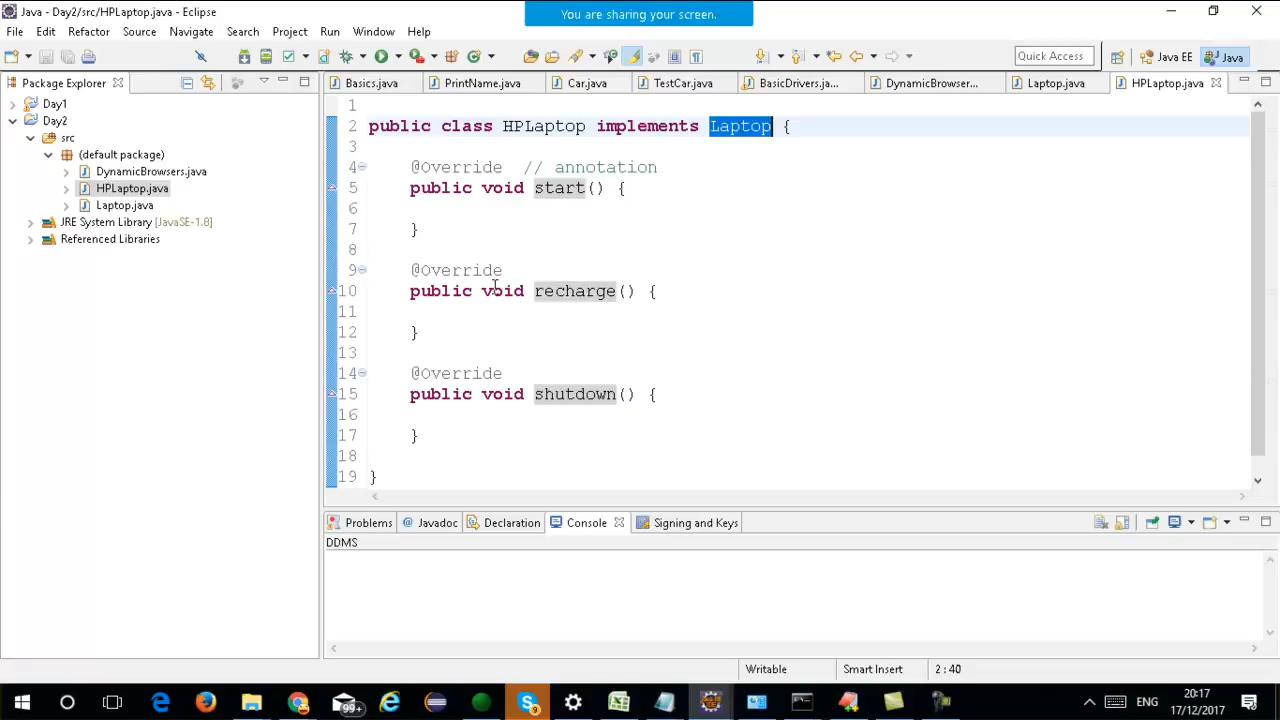 Java - Day2/src/HPLaptop.java - Eclipse
You are sharing your screen.
File Edit Refactor Source Navigate Search Project Run Window Help
Quick Access
Java EE
Java
Package Explorer
Day1
Day2
src
(default package)
DynamicBrowsers.java
HPLaptop.java
Laptop.java
JRE System Library [JavaSE-1.8]
Referenced Libraries
Basics.java PrintName.java Car.java TestCar.java BasicDrivers.ja... DynamicBrowser... Laptop.java HPLaptop.java
1
2 public class HPLaptop implements Laptop {
3
4 @Override // annotation
5 public void start() {
6
7 }
8
9 @Override
10 public void recharge() {
11
12 }
13
14 @Override
15 public void shutdown() {
16
17 }
18
19 }
Problems @ Javadoc Declaration Console Signing and Keys
DDMS
Writable Smart Insert 2 : 40
99+
9
ENG
20:17
17/12/2017